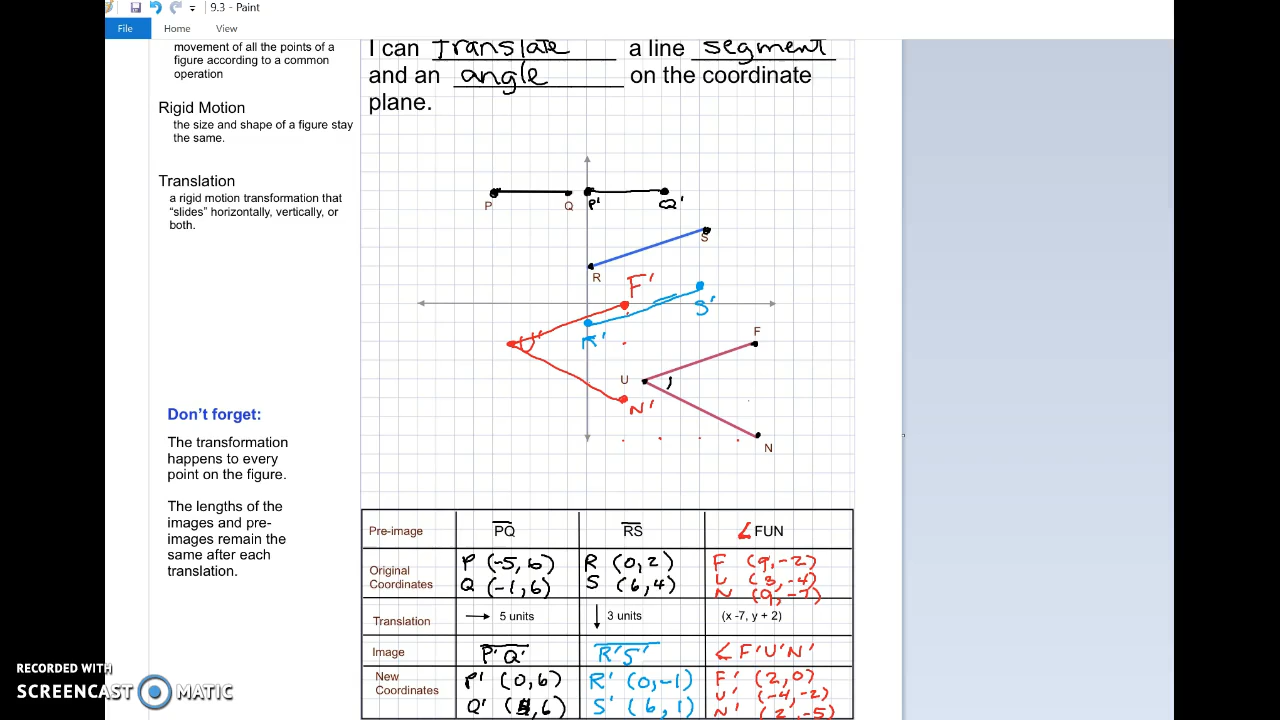 9.3 - Paint
File Home View
movement of all the points of a
figure according to a common
operation
Rigid Motion
the size and shape of a figure stay
the same.
Translation
a rigid motion transformation that
“slides” horizontally, vertically, or
both.
Don’t forget:
The transformation
happens to every
point on the figure.
The lengths of the
images and pre-
images remain the
same after each
translation.
I can translate a line segment
and an angle on the coordinate
plane.
P Q P' Q'
S
R
F'
S'
R'
U'
F
U
N'
N
Pre-image PQ RS ∠FUN
Original
Coordinates
P (-5, 6) R (0, 2) F (9, -2)
Q (-1, 6) S (6, 4) U (3, -4)
N (9, -7)
Translation → 5 units ↓ 3 units (x -7, y + 2)
Image P'Q' R'S' ∠F'U'N'
New
Coordinates
P' (0, 6) R' (0, -1) F' (2, 0)
Q' (4, 6) S' (6, 1) U' (-4, -2)
N' (2, -5)
RECORDED WITH
SCREENCAST MATIC